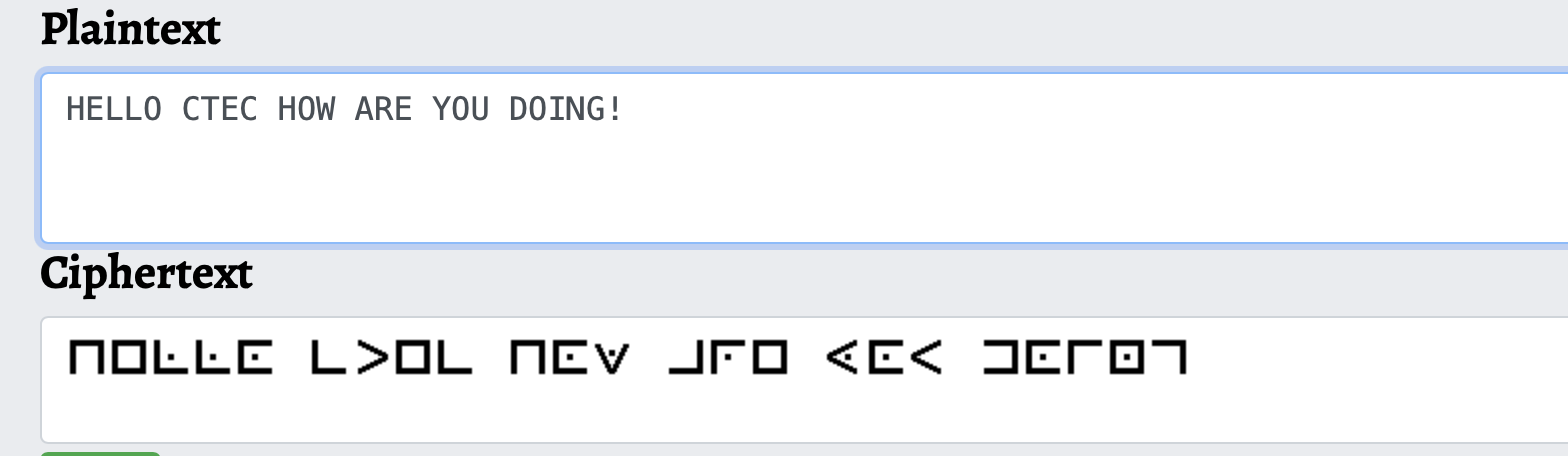 Plaintext
HELLO CTEC HOW ARE YOU DOING!
Ciphertext